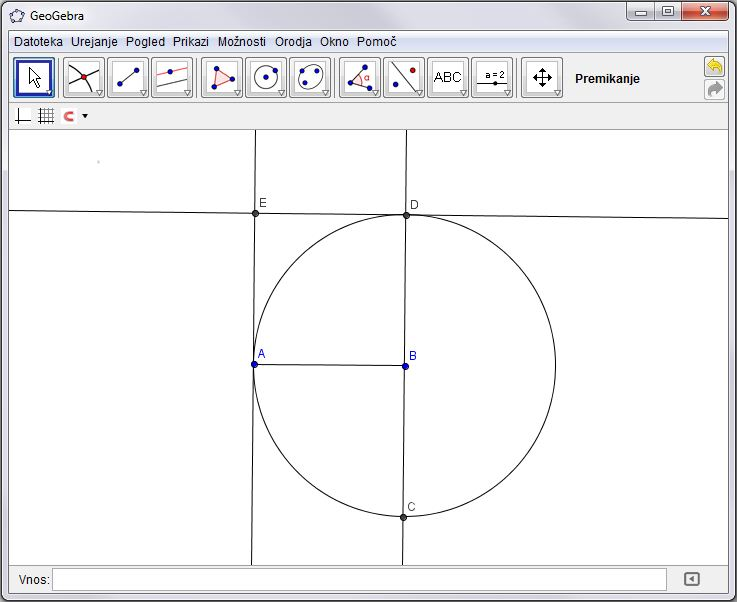 GeoGebra
Datoteka Urejanje Pogled Prikazi Možnosti Orodja Okno Pomoč
α ABC a = 2 Premikanje
E
D
A
B
C
Vnos: